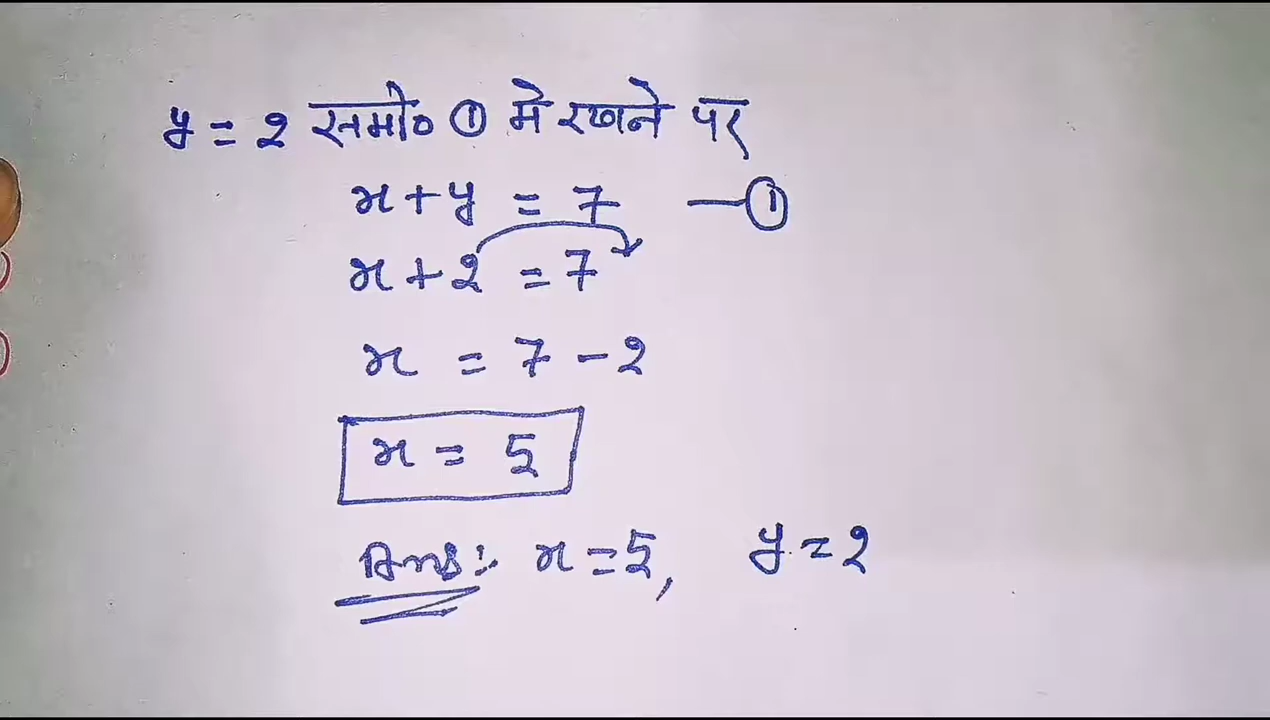 y = 2 समी० ① मे रखने पर
x + y = 7 — ①
x + 2 = 7
x = 7 - 2
x = 5
Ans:. x = 5, y = 2